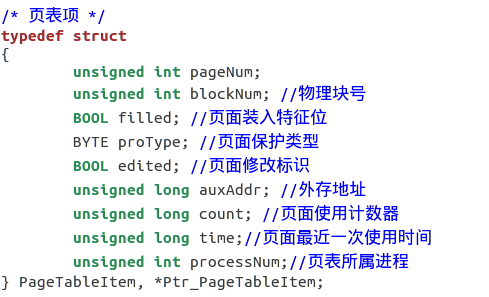 /* 页表项 */
typedef struct
{
unsigned int pageNum;
unsigned int blockNum; //物理块号
BOOL filled; //页面装入特征位
BYTE proType; //页面保护类型
BOOL edited; //页面修改标识
unsigned long auxAddr; //外存地址
unsigned long count; //页面使用计数器
unsigned long time;//页面最近一次使用时间
unsigned int processNum;//页表所属进程
} PageTableItem, *Ptr_PageTableItem;